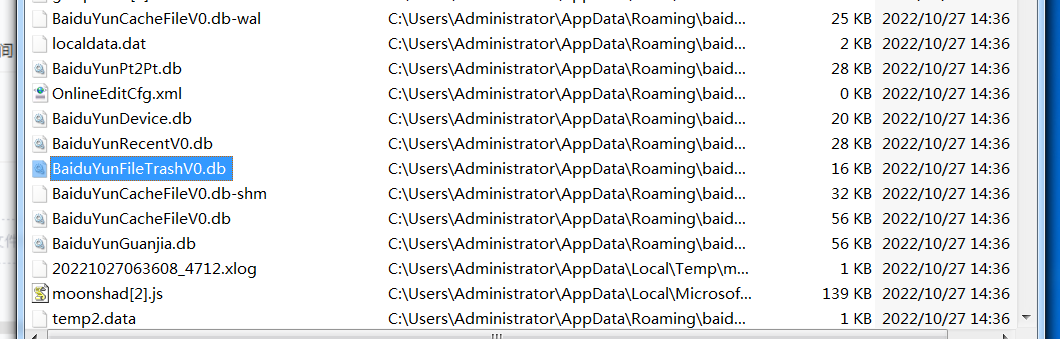 BaiduYunCacheFileV0.db-wal C:\Users\Administrator\AppData\Roaming\baid... 25 KB 2022/10/27 14:36
localdata.dat C:\Users\Administrator\AppData\Roaming\baid... 2 KB 2022/10/27 14:36
BaiduYunPt2Pt.db C:\Users\Administrator\AppData\Roaming\baid... 28 KB 2022/10/27 14:36
OnlineEditCfg.xml C:\Users\Administrator\AppData\Roaming\baid... 0 KB 2022/10/27 14:36
BaiduYunDevice.db C:\Users\Administrator\AppData\Roaming\baid... 20 KB 2022/10/27 14:36
BaiduYunRecentV0.db C:\Users\Administrator\AppData\Roaming\baid... 28 KB 2022/10/27 14:36
BaiduYunFileTrashV0.db C:\Users\Administrator\AppData\Roaming\baid... 16 KB 2022/10/27 14:36
BaiduYunCacheFileV0.db-shm C:\Users\Administrator\AppData\Roaming\baid... 32 KB 2022/10/27 14:36
BaiduYunCacheFileV0.db C:\Users\Administrator\AppData\Roaming\baid... 56 KB 2022/10/27 14:36
BaiduYunGuanjia.db C:\Users\Administrator\AppData\Roaming\baid... 56 KB 2022/10/27 14:36
20221027063608_4712.xlog C:\Users\Administrator\AppData\Local\Temp\m... 1 KB 2022/10/27 14:36
moonshad[2].js C:\Users\Administrator\AppData\Local\Microsof... 139 KB 2022/10/27 14:36
temp2.data C:\Users\Administrator\AppData\Roaming\baid... 1 KB 2022/10/27 14:36